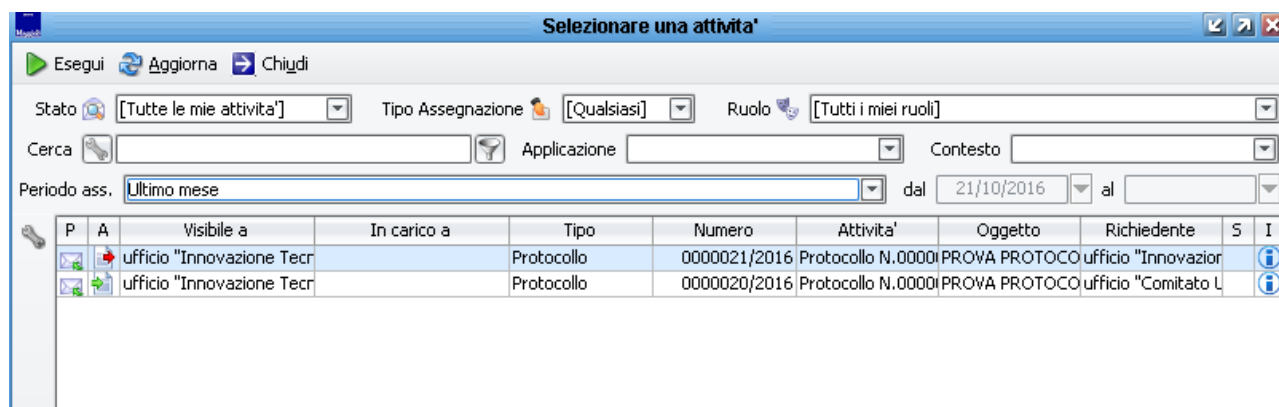 Selezionare una attivita'
Esegui Aggiorna Chiudi
Stato [Tutte le mie attivita'] Tipo Assegnazione [Qualsiasi] Ruolo [Tutti i miei ruoli]
Cerca Applicazione Contesto
Periodo ass. Ultimo mese dal 21/10/2016 al
P A Visibile a In carico a Tipo Numero Attivita' Oggetto Richiedente S I
ufficio "Innovazione Tecr Protocollo 0000021/2016 Protocollo N.0000 PROVA PROTOCO ufficio "Innovazior
ufficio "Innovazione Tecr Protocollo 0000020/2016 Protocollo N.0000 PROVA PROTOCO ufficio "Comitato U